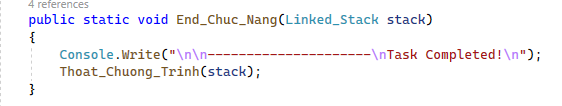 4 references
public static void End_Chuc_Nang(Linked_Stack stack)
{
Console.Write("\n\n---------------------\nTask Completed!\n");
Thoat_Chuong_Trinh(stack);
}